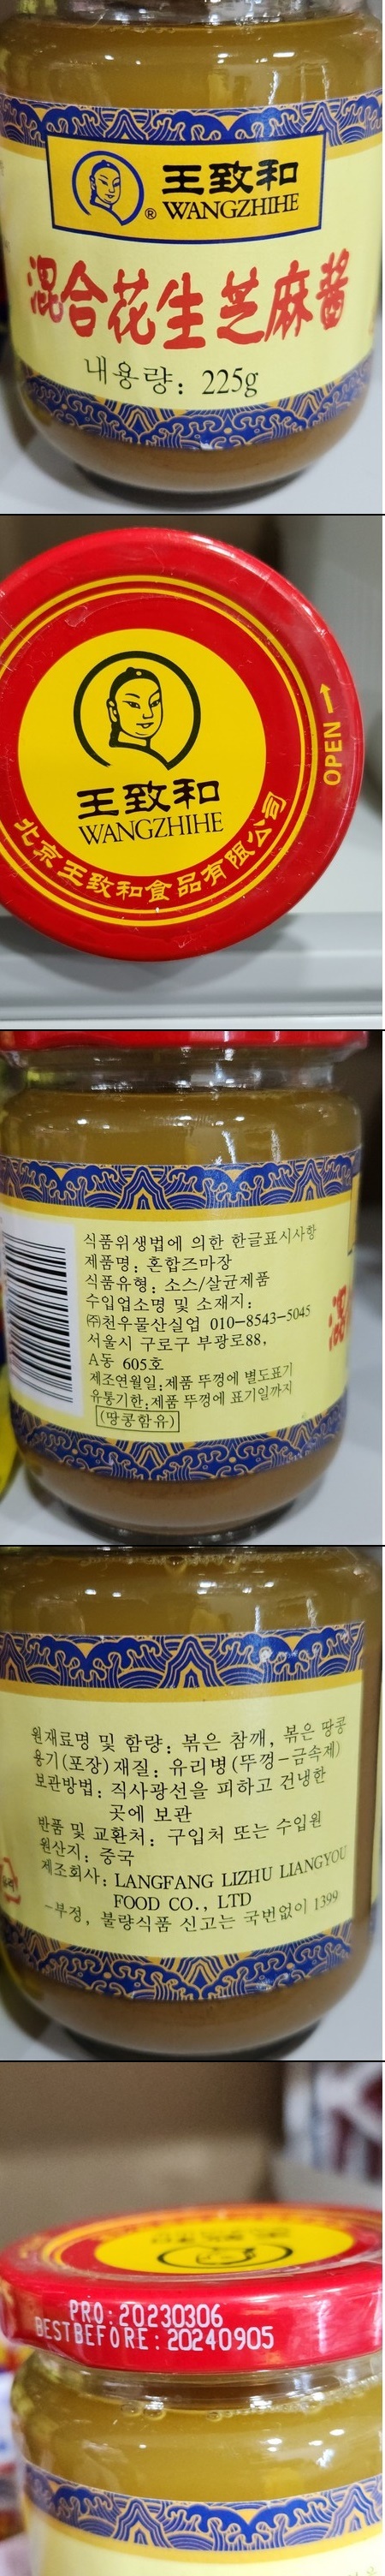 王致和
® WANGZHIHE
混合花生芝麻酱
내용량: 225g
OPEN
王致和
WANGZHIHE
北京王致和食品有限公司
식품위생법에 의한 한글표시사항
제품명: 혼합즈마장
식품유형: 소스/살균제품
수입업소명 및 소재지:
㈜천우물산실업 010-8543-5045
서울시 구로구 부광로88,
A동 605호
제조연월일:제품 뚜껑에 별도표기
유통기한:제품 뚜껑에 표기일까지
(땅콩함유)
원재료명 및 함량: 볶은 참깨, 볶은 땅콩
용기(포장)재질: 유리병(뚜껑-금속제)
보관방법: 직사광선을 피하고 건냉한
곳에 보관
반품 및 교환처: 구입처 또는 수입원
원산지: 중국
제조회사: LANGFANG LIZHU LIANGYOU
FOOD CO., LTD
-부정, 불량식품 신고는 국번없이 1399
PRO:20230306
BESTBEFORE:20240905